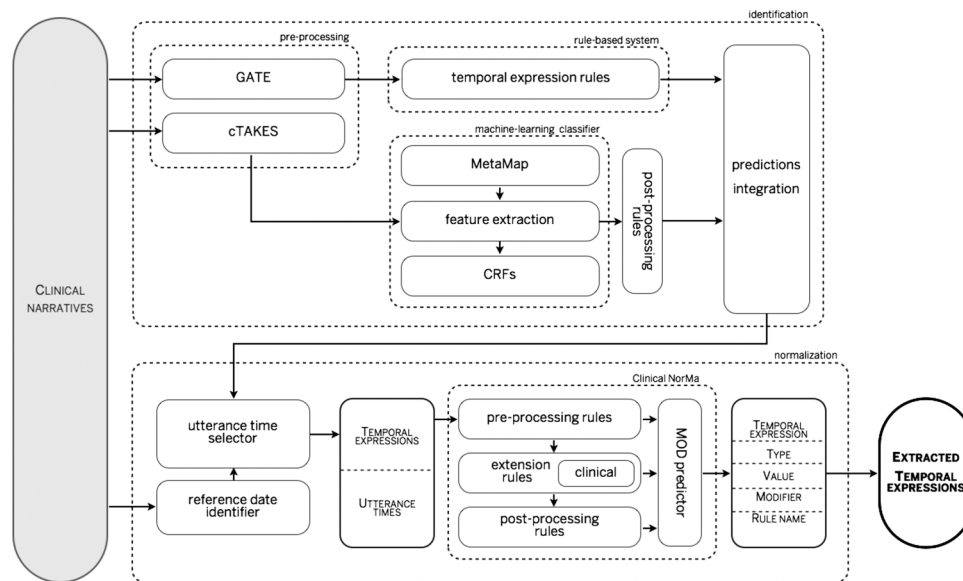 identification
pre-processing
rule-based system
GATE
temporal expression rules
cTAKES
machine-learning classifier
MetaMap
feature extraction
CRFs
post-processing
rules
predictions
integration
CLINICAL
NARRATIVES
normalization
Clinical NorMa
utterance time
selector
reference date
identifier
TEMPORAL
EXPRESSIONS
UTTERANCE
TIMES
pre-processing rules
extension
rules
clinical
post-processing
rules
MOD predictor
TEMPORAL
EXPRESSION
TYPE
VALUE
MODIFIER
RULE NAME
EXTRACTED
TEMPORAL
EXPRESSIONS